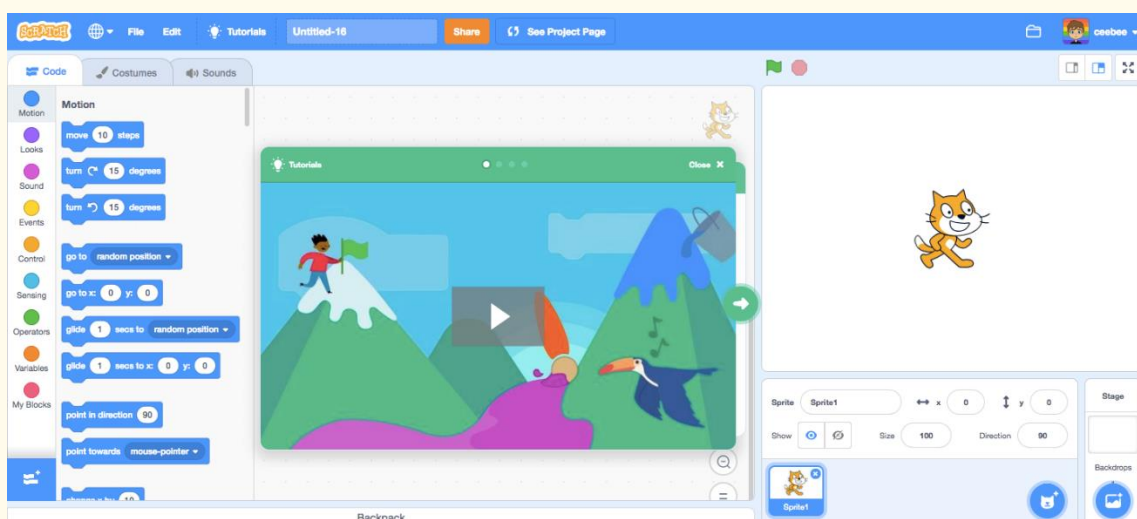 SCRATCH File Edit Tutorials Untitled-16 Share See Project Page ceebee
Code Costumes Sounds
Motion
Looks
Sound
Events
Control
Sensing
Operators
Variables
My Blocks
Motion
move 10 steps
turn 15 degrees
turn 15 degrees
go to random position
go to x: 0 y: 0
glide 1 secs to random position
glide 1 secs to x: 0 y: 0
point in direction 90
point towards mouse-pointer
change x by 10
Tutorials Close
Sprite Sprite1 x 0 y 0
Show Size 100 Direction 90
Sprite1
Stage
Backdrops
Backpack